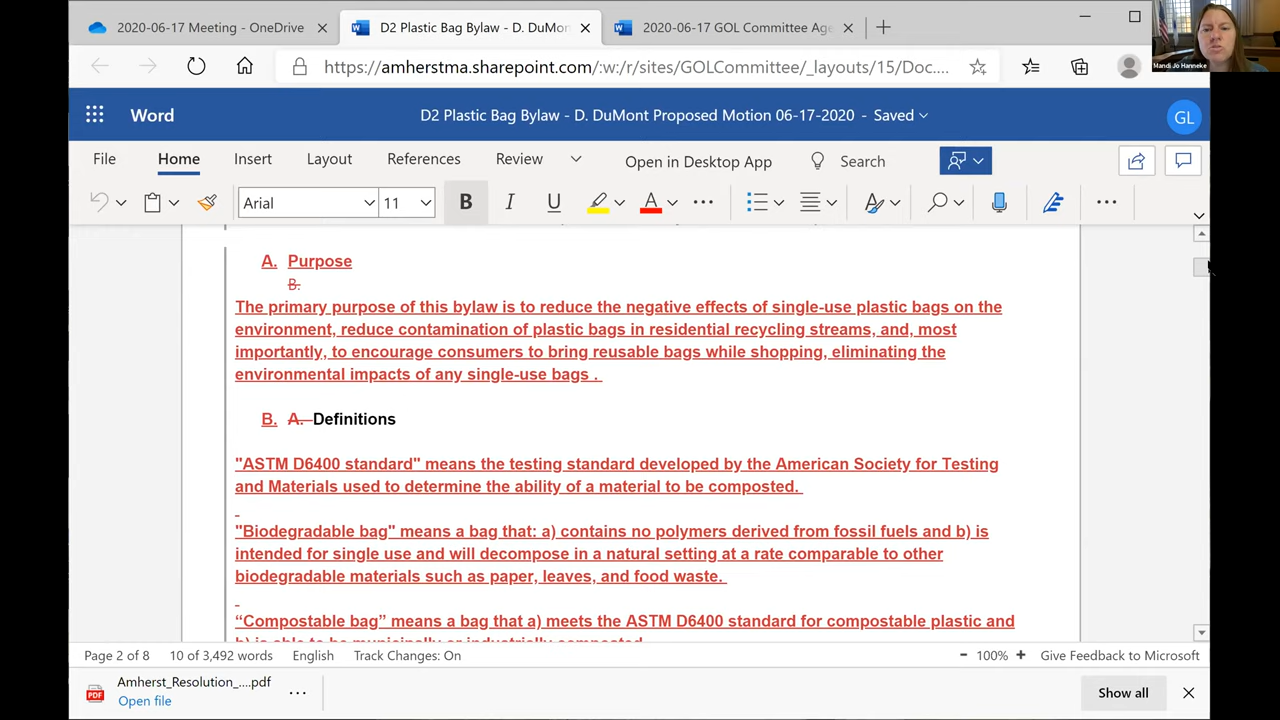 2020-06-17 Meeting - OneDrive
D2 Plastic Bag Bylaw - D. DuMon
2020-06-17 GOL Committee Age
Mandi Jo Hanneke
https://amherstma.sharepoint.com/:w:/r/sites/GOLCommittee/_layouts/15/Doc....
Word
D2 Plastic Bag Bylaw - D. DuMont Proposed Motion 06-17-2020 - Saved
GL
File Home Insert Layout References Review Open in Desktop App Search
Arial 11 B I U A
A. Purpose
B.
The primary purpose of this bylaw is to reduce the negative effects of single-use plastic bags on the
environment, reduce contamination of plastic bags in residential recycling streams, and, most
importantly, to encourage consumers to bring reusable bags while shopping, eliminating the
environmental impacts of any single-use bags .
B. A. Definitions
"ASTM D6400 standard" means the testing standard developed by the American Society for Testing
and Materials used to determine the ability of a material to be composted.
"Biodegradable bag" means a bag that: a) contains no polymers derived from fossil fuels and b) is
intended for single use and will decompose in a natural setting at a rate comparable to other
biodegradable materials such as paper, leaves, and food waste.
“Compostable bag” means a bag that a) meets the ASTM D6400 standard for compostable plastic and
b) is able to be municipally or industrially composted.
Page 2 of 8 10 of 3,492 words English Track Changes: On - 100% + Give Feedback to Microsoft
PDF
Amherst_Resolution_....pdf
Open file
Show all